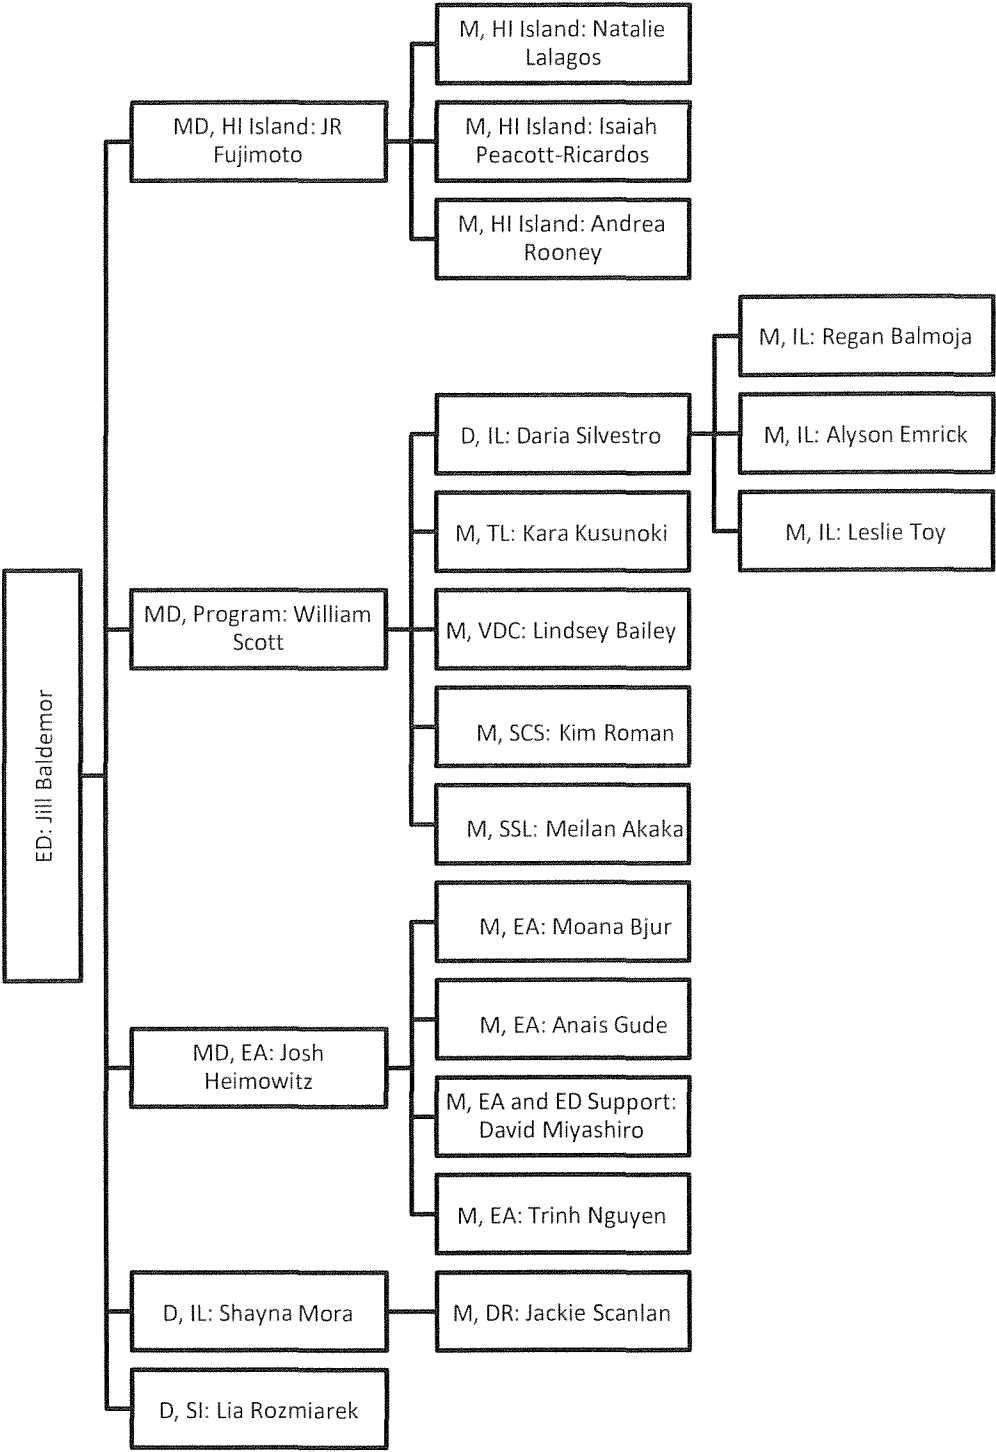 M, HI Island: Natalie
Lalagos
MD, HI Island: JR
Fujimoto
M, HI Island: Isaiah
Peacott-Ricardos
M, HI Island: Andrea
Rooney
M, IL: Regan Balmoja
D, IL: Daria Silvestro
M, IL: Alyson Emrick
M, TL: Kara Kusunoki
M, IL: Leslie Toy
MD, Program: William
Scott
M, VDC: Lindsey Bailey
M, SCS: Kim Roman
ED: Jill Baldemor
M, SSL: Meilan Akaka
M, EA: Moana Bjur
M, EA: Anais Gude
MD, EA: Josh
Heimowitz
M, EA and ED Support:
David Miyashiro
M, EA: Trinh Nguyen
D, IL: Shayna Mora
M, DR: Jackie Scanlan
D, SI: Lia Rozmiarek